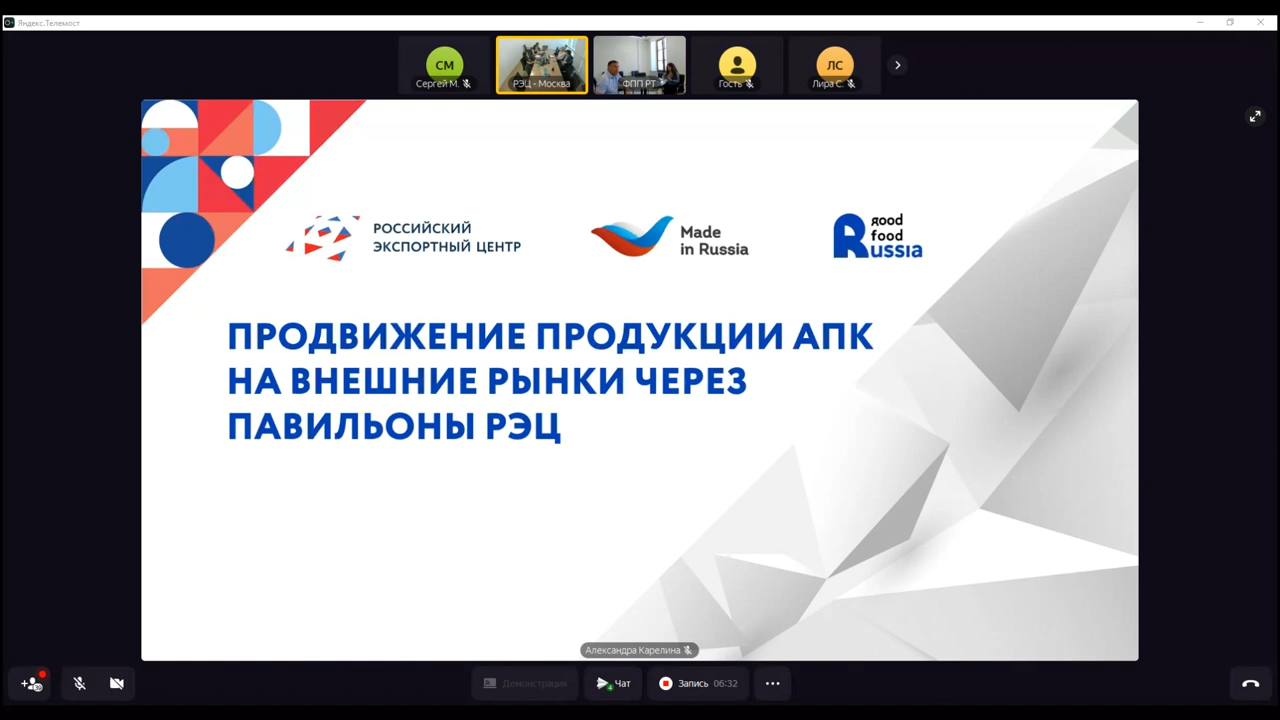 Яндекс.Телемост
СМ
Сергей М.
РЭЦ - Москва
ФПП РТ
Гость
ЛС
Лира С.
РОССИЙСКИЙ
ЭКСПОРТНЫЙ ЦЕНТР
Made
in Russia
good
food
Russia
ПРОДВИЖЕНИЕ ПРОДУКЦИИ АПК
НА ВНЕШНИЕ РЫНКИ ЧЕРЕЗ
ПАВИЛЬОНЫ РЭЦ
Александра Карелина
Демонстрация
4
Чат
Запись 06:32